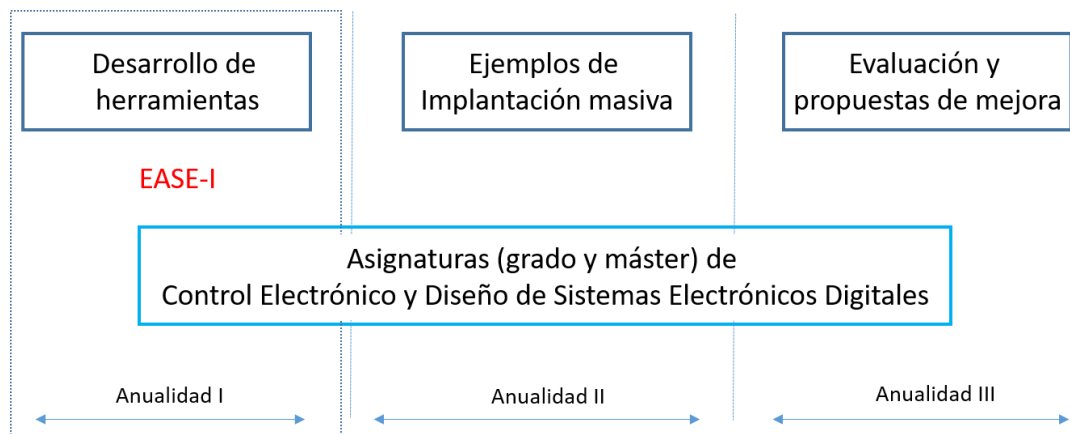 Desarrollo de
herramientas
Ejemplos de
Implantación masiva
Evaluación y
propuestas de mejora
EASE-I
Asignaturas (grado y máster) de
Control Electrónico y Diseño de Sistemas Electrónicos Digitales
Anualidad I
Anualidad II
Anualidad III